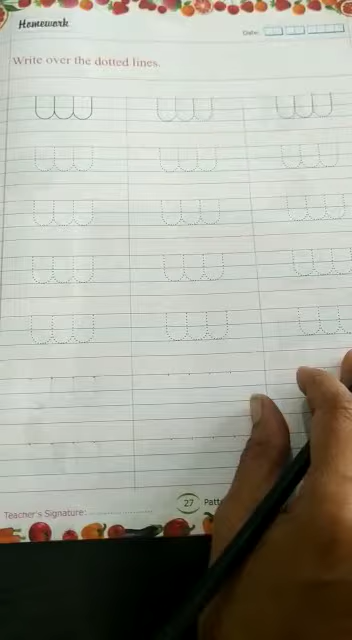 Homework
Date:
Write over the dotted lines.
Teacher's Signature:
27